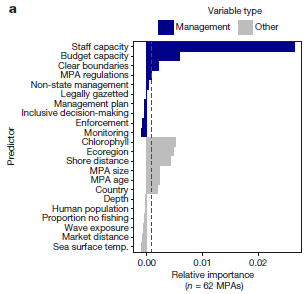 a
Variable type
Management Other
Staff capacity
Budget capacity
Clear boundaries
MPA regulations
Non-state management
Legally gazetted
Management plan
Inclusive decision-making
Enforcement
Monitoring
Chlorophyll
Ecoregion
Shore distance
MPA size
MPA age
Country
Depth
Human population
Proportion no fishing
Wave exposure
Market distance
Sea surface temp.
Predictor
0.00 0.01 0.02
Relative importance
(n = 62 MPAs)